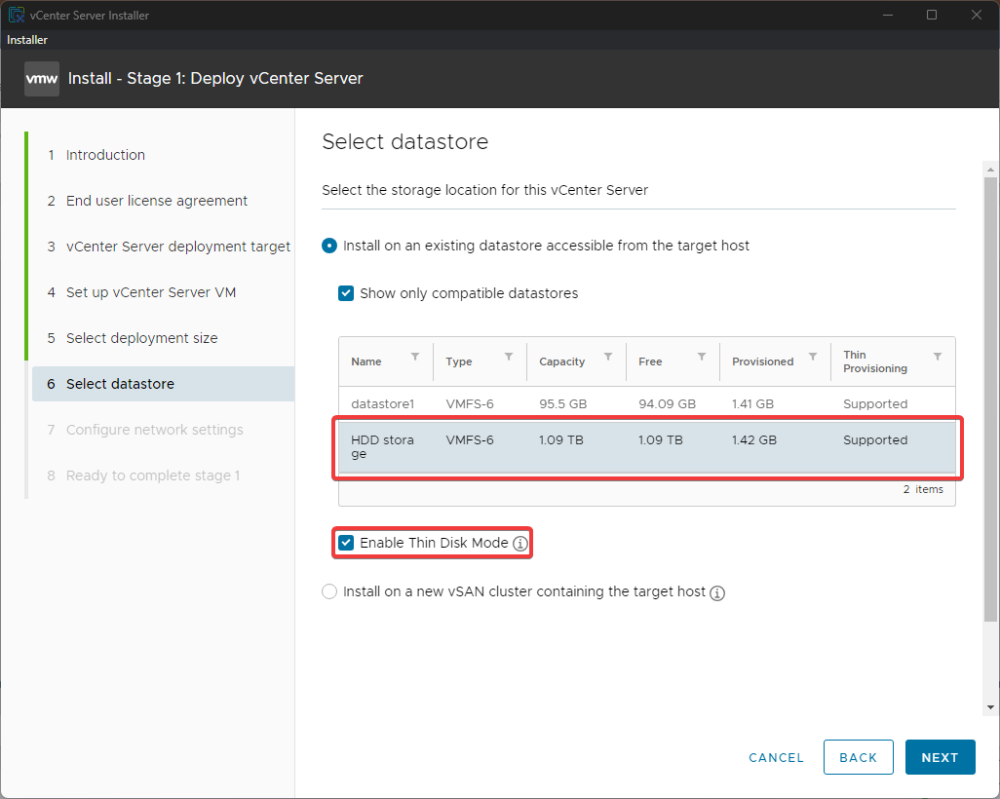 vCenter Server Installer
Installer
vmw Install - Stage 1: Deploy vCenter Server
1 Introduction
2 End user license agreement
3 vCenter Server deployment target
4 Set up vCenter Server VM
5 Select deployment size
6 Select datastore
7 Configure network settings
8 Ready to complete stage 1
Select datastore
Select the storage location for this vCenter Server
Install on an existing datastore accessible from the target host
Show only compatible datastores
Name Type Capacity Free Provisioned Thin
Provisioning
datastore1 VMFS-6 95.5 GB 94.09 GB 1.41 GB Supported
HDD stora VMFS-6 1.09 TB 1.09 TB 1.42 GB Supported
ge
2 items
Enable Thin Disk Mode
Install on a new vSAN cluster containing the target host
CANCEL BACK NEXT